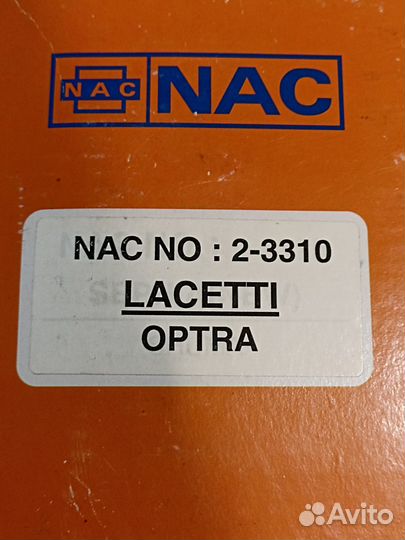 NAC NAC
NAC NO : 2-3310
LACETTI
OPTRA
Avito